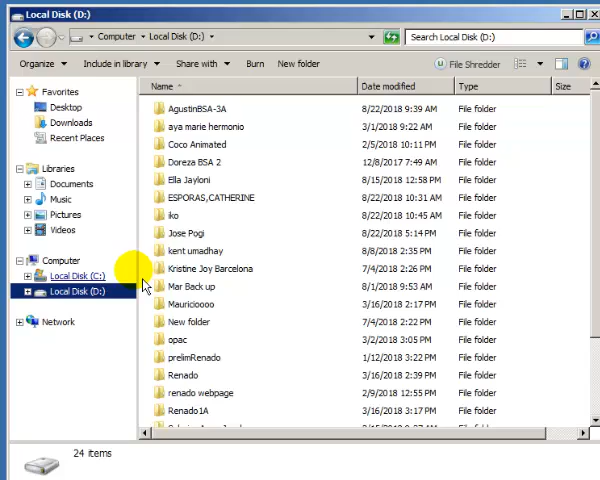 Local Disk (D:)
Computer Local Disk (D:)
Search Local Disk (D:)
Organize Include in library Share with Burn New folder File Shredder
Name Date modified Type Size
Favorites
Desktop
Downloads
Recent Places
Libraries
Documents
Music
Pictures
Videos
Computer
Local Disk (C:)
Local Disk (D:)
Network
AgustinBSA-3A 8/22/2018 9:39 AM File folder
aya marie hermonio 3/1/2018 9:22 AM File folder
Coco Animated 2/5/2018 10:11 PM File folder
Doreza BSA 2 12/8/2017 7:49 AM File folder
Ella Jayloni 8/15/2018 12:58 PM File folder
ESPORAS,CATHERINE 8/22/2018 10:31 AM File folder
iko 8/22/2018 10:45 AM File folder
Jose Pogi 8/22/2018 5:14 PM File folder
kent umadhay 8/8/2018 2:35 PM File folder
Kristine Joy Barcelona 7/4/2018 2:26 PM File folder
Mar Back up 8/1/2018 9:53 AM File folder
Mauricioooo 3/16/2018 2:17 PM File folder
New folder 7/4/2018 2:22 PM File folder
opac 3/2/2018 3:05 PM File folder
prelimRenado 1/12/2018 3:22 PM File folder
Renado 3/16/2018 2:39 PM File folder
renado webpage 2/9/2018 12:55 PM File folder
Renado1A 3/16/2018 3:17 PM File folder
24 items